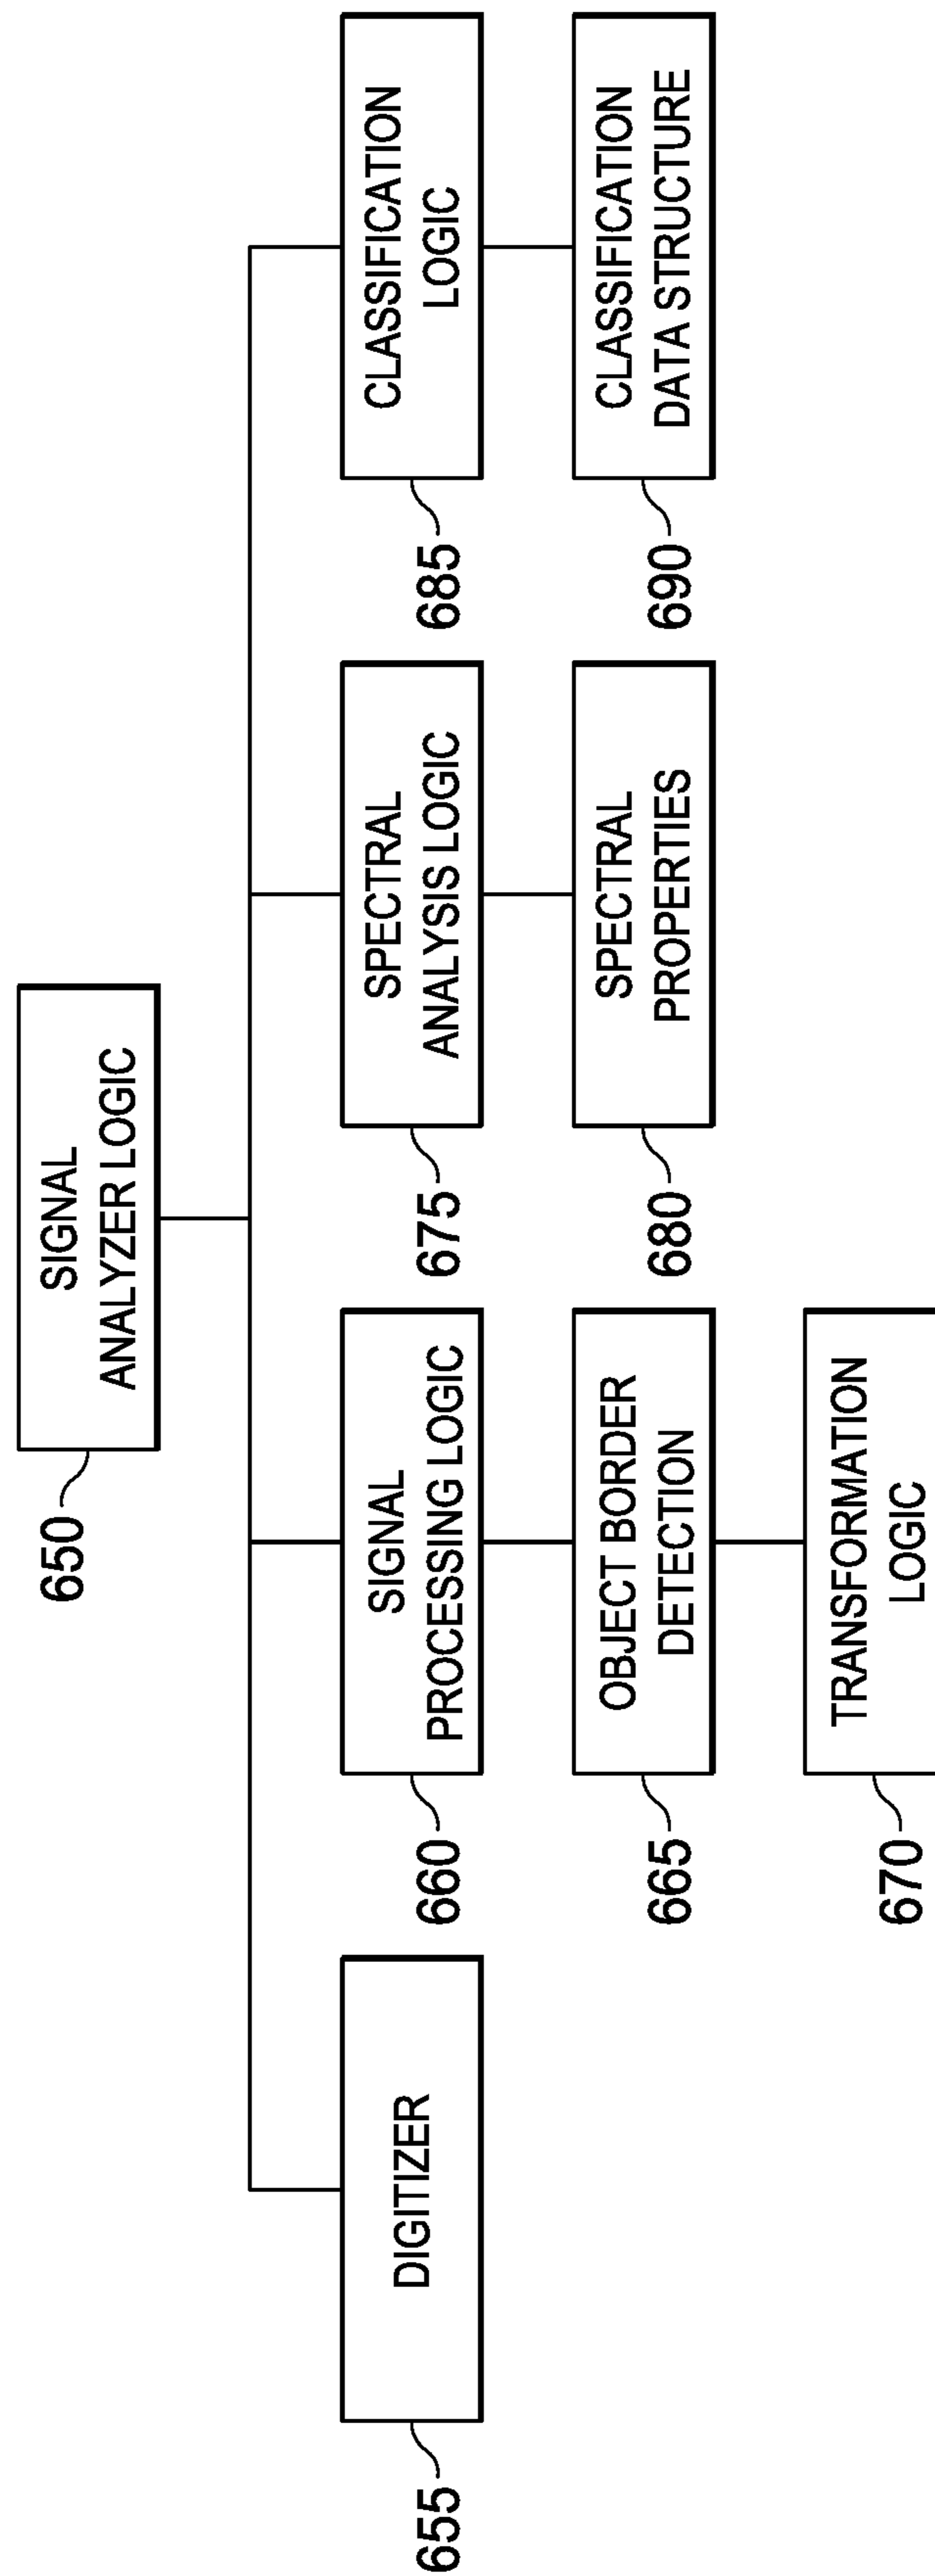 SIGNAL
ANALYZER LOGIC
650
DIGITIZER
655
SIGNAL
PROCESSING LOGIC
660
OBJECT BORDER
DETECTION
665
TRANSFORMATION
LOGIC
670
SPECTRAL
ANALYSIS LOGIC
675
SPECTRAL
PROPERTIES
680
CLASSIFICATION
LOGIC
685
CLASSIFICATION
DATA STRUCTURE
690